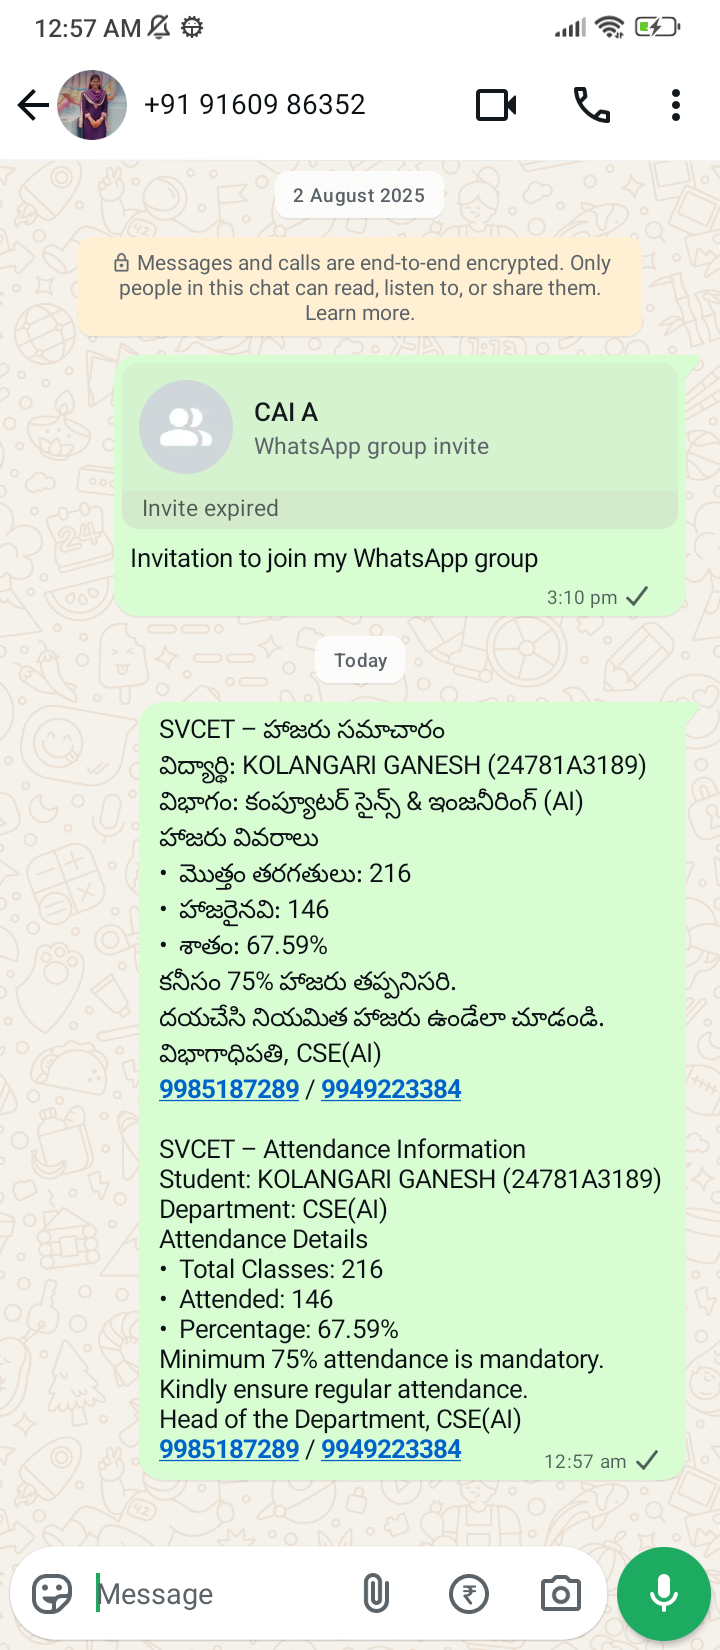 12:57 AM
+91 91609 86352
2 August 2025
Messages and calls are end-to-end encrypted. Only
people in this chat can read, listen to, or share them.
Learn more.
CAI A
WhatsApp group invite
Invite expired
Invitation to join my WhatsApp group
3:10 pm
Today
SVCET – హాజరు సమాచారం
విద్యార్థి: KOLANGARI GANESH (24781A3189)
విభాగం: కంప్యూటర్ సైన్స్ & ఇంజనీరింగ్ (AI)
హాజరు వివరాలు
• మొత్తం తరగతులు: 216
• హాజరైనవి: 146
• శాతం: 67.59%
కనీసం 75% హాజరు తప్పనిసరి.
దయచేసి నియమిత హాజరు ఉండేలా చూడండి.
విభాగాధిపతి, CSE(AI)
9985187289 / 9949223384
SVCET – Attendance Information
Student: KOLANGARI GANESH (24781A3189)
Department: CSE(AI)
Attendance Details
• Total Classes: 216
• Attended: 146
• Percentage: 67.59%
Minimum 75% attendance is mandatory.
Kindly ensure regular attendance.
Head of the Department, CSE(AI)
9985187289 / 9949223384
12:57 am
Message